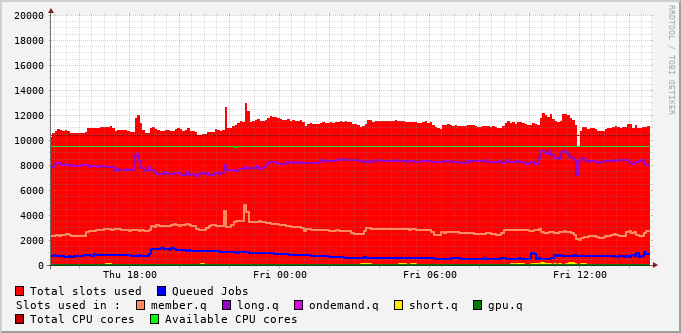 20000
18000
16000
14000
12000
10000
8000
6000
4000
2000
0
Thu 18:00 Fri 00:00 Fri 06:00 Fri 12:00
Total slots used Queued Jobs
Slots used in : member.q long.q ondemand.q short.q gpu.q
Total CPU cores Available CPU cores
RRDTOOL / TOBI OETIKER